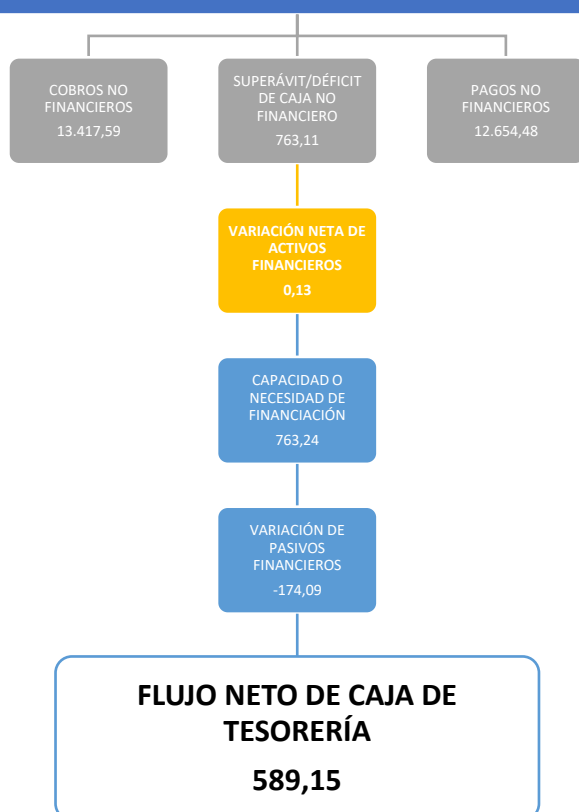 COBROS NO
FINANCIEROS
13.417,59
SUPERÁVIT/DÉFICIT
DE CAJA NO
FINANCIERO
763,11
PAGOS NO
FINANCIEROS
12.654,48
VARIACIÓN NETA DE
ACTIVOS
FINANCIEROS
0,13
CAPACIDAD O
NECESIDAD DE
FINANCIACIÓN
763,24
VARIACIÓN DE
PASIVOS
FINANCIEROS
-174,09
FLUJO NETO DE CAJA DE
TESORERÍA
589,15